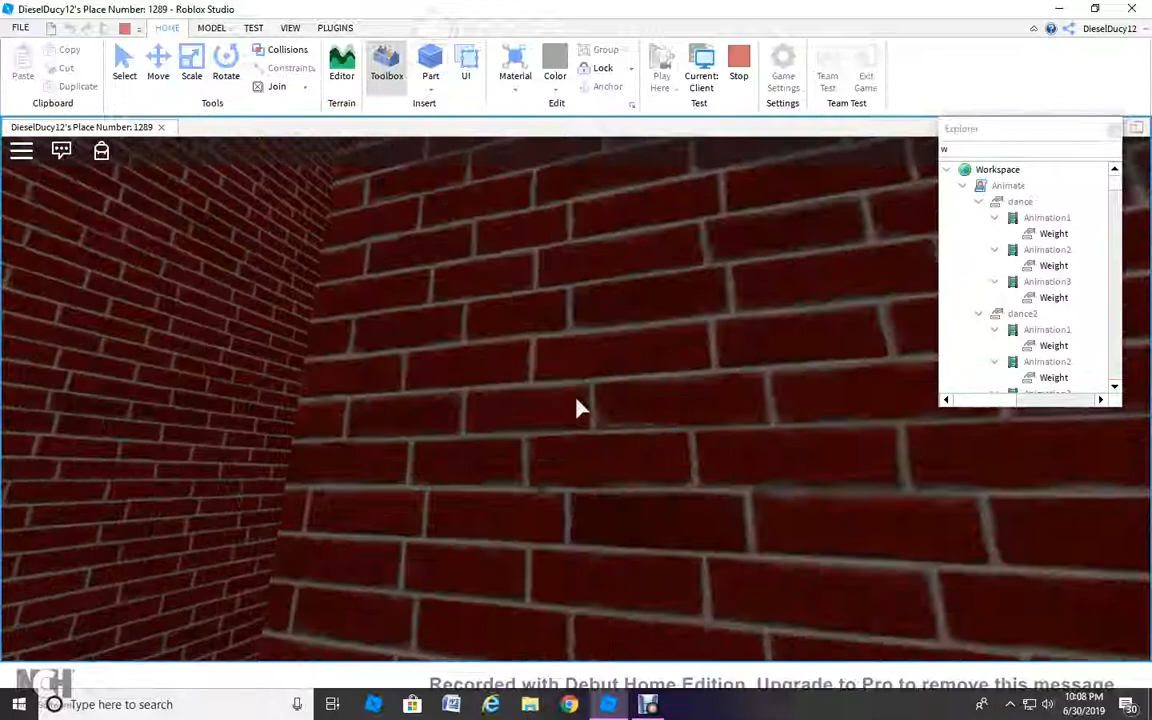 DieselDucy12's Place Number: 1289 - Roblox Studio
FILE HOME MODEL TEST VIEW PLUGINS DieselDucy12
Paste Copy Cut Duplicate Clipboard
Select Move Scale Rotate Collisions Constraints Join Tools
Editor Terrain
Toolbox Part UI Insert
Material Color Group Lock Anchor Edit
Play Here Current: Client Stop Test
Game Settings Settings
Team Test Exit Game Team Test
DieselDucy12's Place Number: 1289
Explorer
w
Workspace
Animate
dance
Animation1
Weight
Animation2
Weight
Animation3
Weight
dance2
Animation1
Weight
Animation2
Weight
NCH
Recorded with Debut Home Edition. Upgrade to Pro to remove this message
Type here to search
10:08 PM
6/30/2019
30